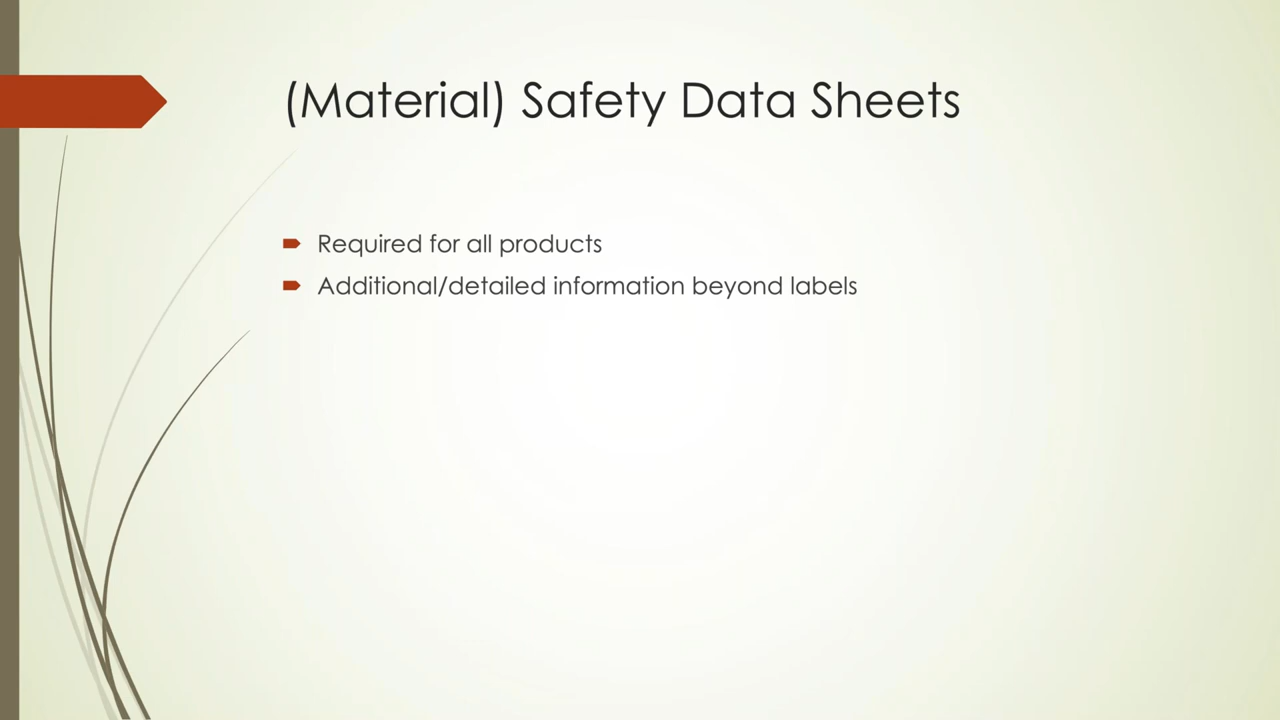 (Material) Safety Data Sheets
Required for all products
Additional/detailed information beyond labels